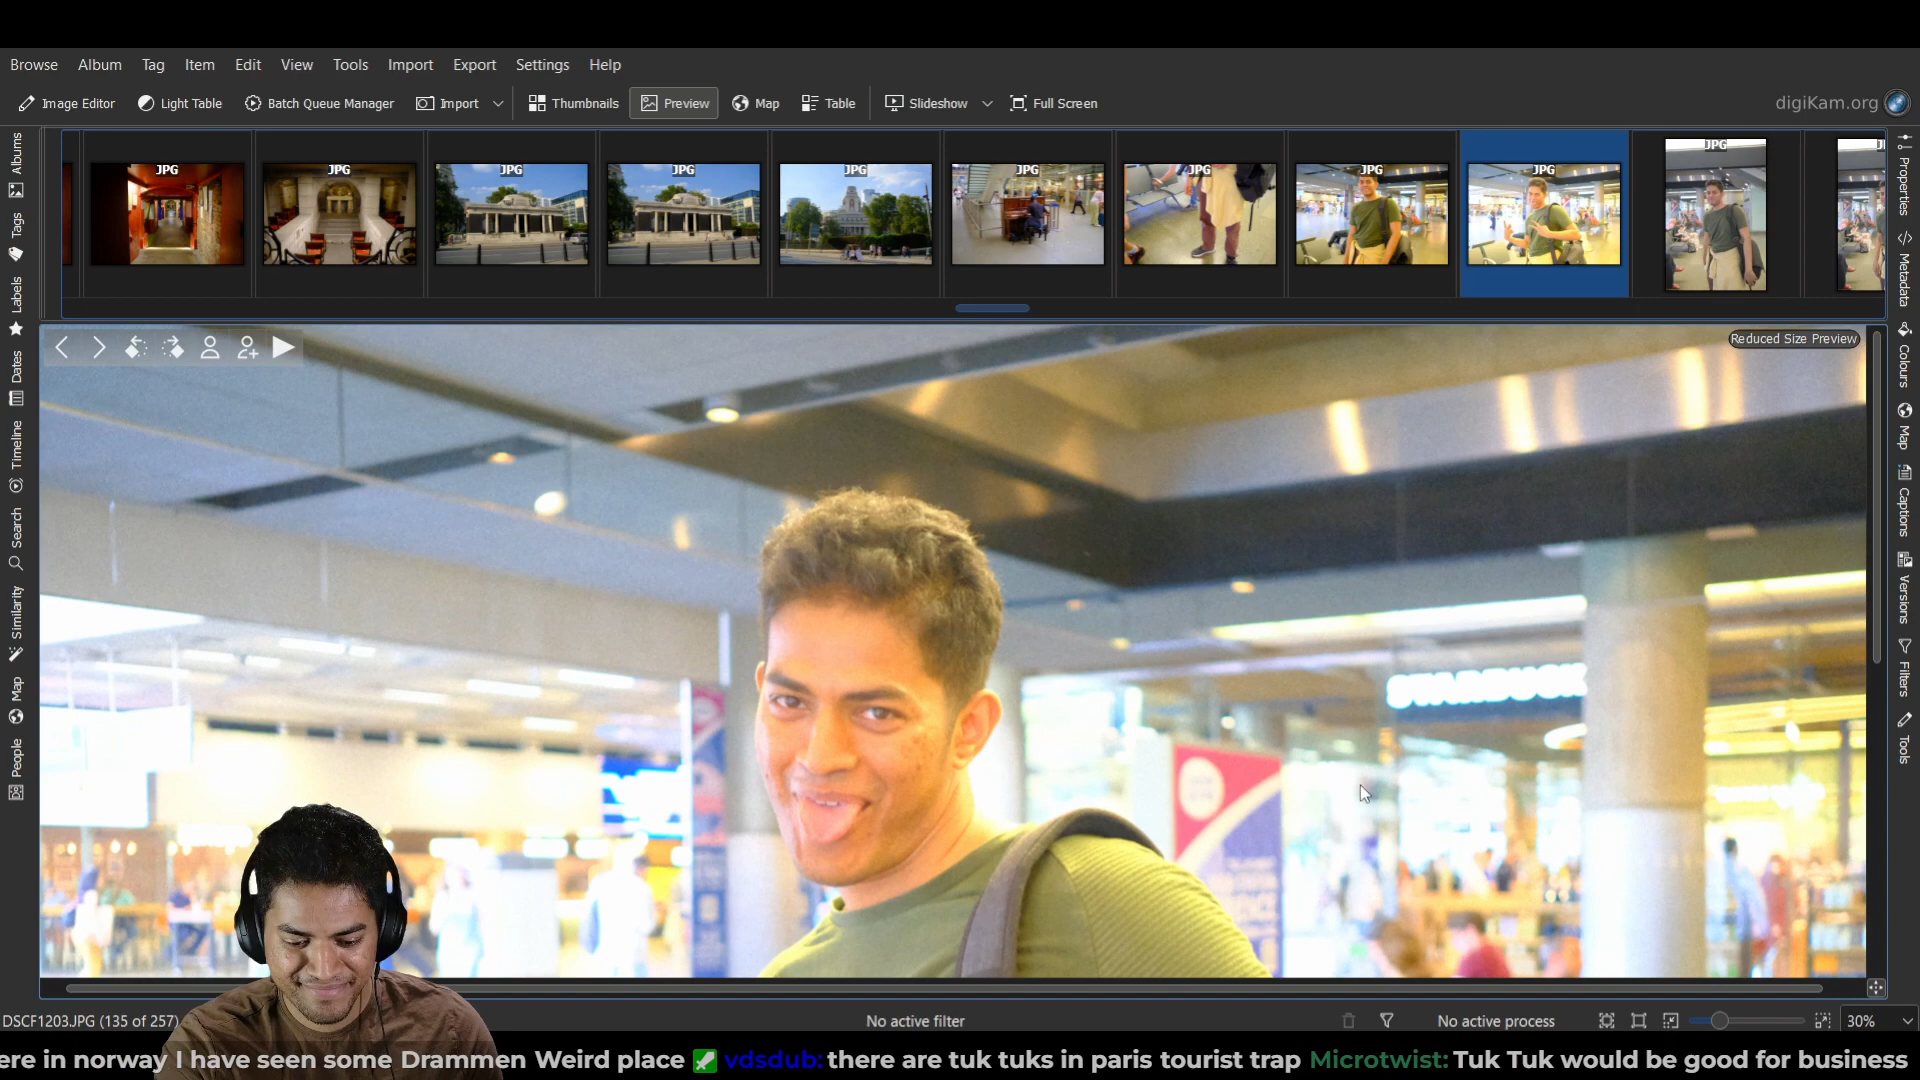 Browse Album Tag Item Edit View Tools Import Export Settings Help
Image Editor Light Table Batch Queue Manager Import Thumbnails Preview Map Table Slideshow Full Screen digiKam.org
JPG JPG JPG JPG JPG JPG JPG JPG JPG JPG
Albums
Tags
Labels
Dates
Timeline
Search
Similarity
Map
People
Reduced Size Preview
Properties
Metadata
Colours
Map
Captions
Versions
Filters
Tools
DSCF1203.JPG (135 of 257) No active filter No active process 30%
ere in norway I have seen some Drammen Weird place vdsdub: there are tuk tuks in paris tourist trap Microtwist: Tuk Tuk would be good for business